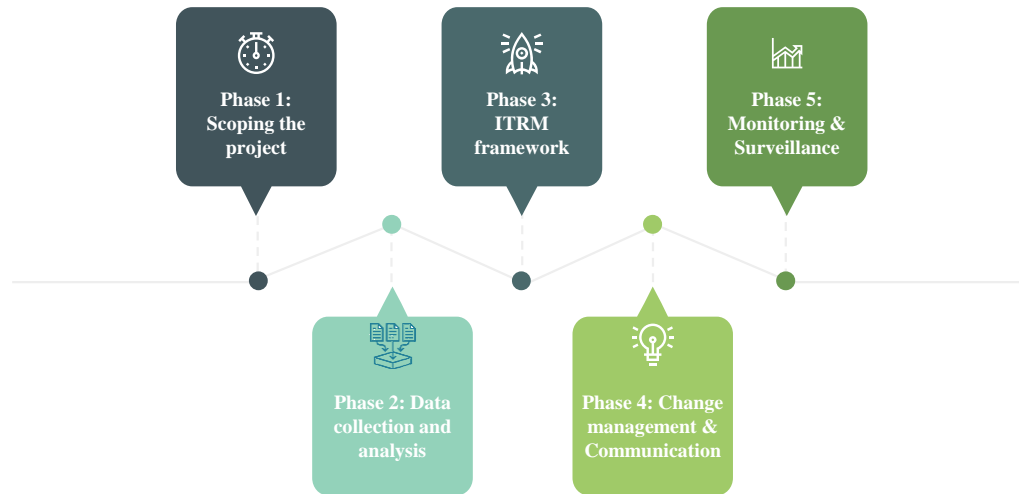 Phase 1:
Scoping the
project
Phase 2: Data
collection and
analysis
Phase 3:
ITRM
framework
Phase 4: Change
management &
Communication
Phase 5:
Monitoring &
Surveillance